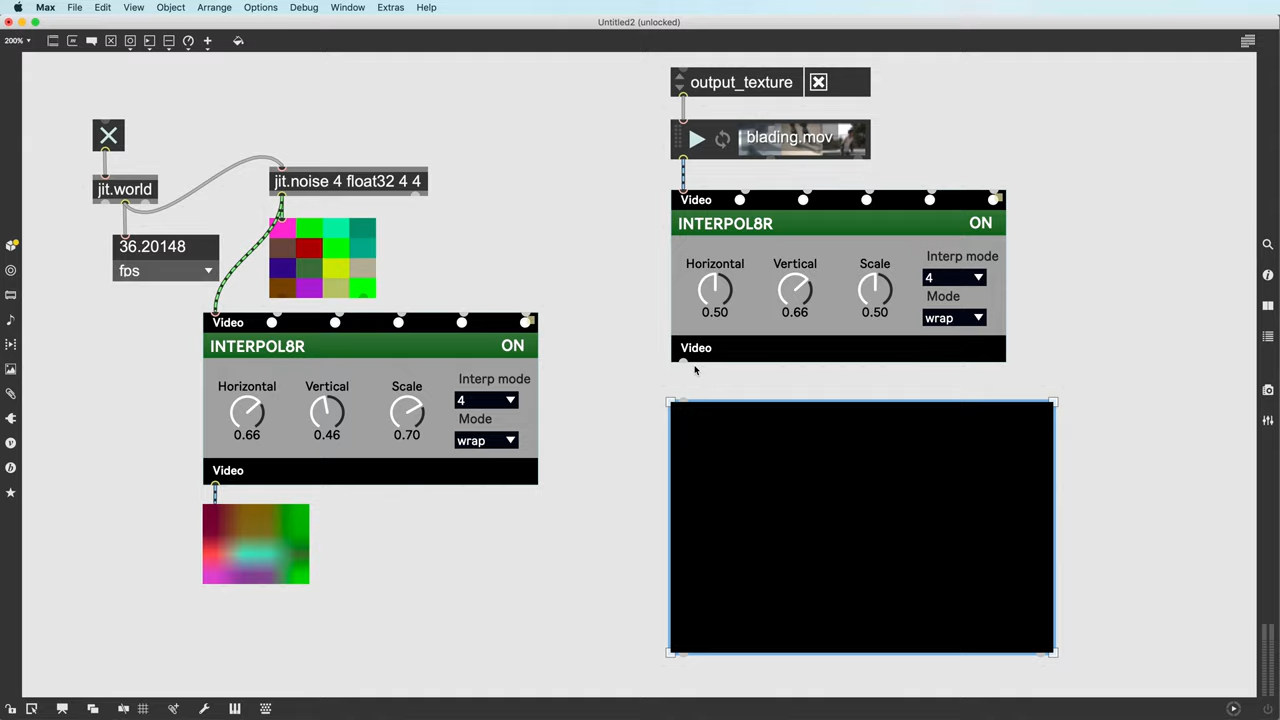 Max File Edit View Object Arrange Options Debug Window Extras Help
Untitled2 (unlocked)
200%
output_texture
blading.mov
jit.world
jit.noise 4 float32 4 4
36.20148
fps
Video
INTERPOL8R ON
Horizontal Vertical Scale
Interp mode
4
Mode
wrap
0.50 0.66 0.50
Video
Video
INTERPOL8R ON
Horizontal Vertical Scale
Interp mode
4
Mode
wrap
0.66 0.46 0.70
Video